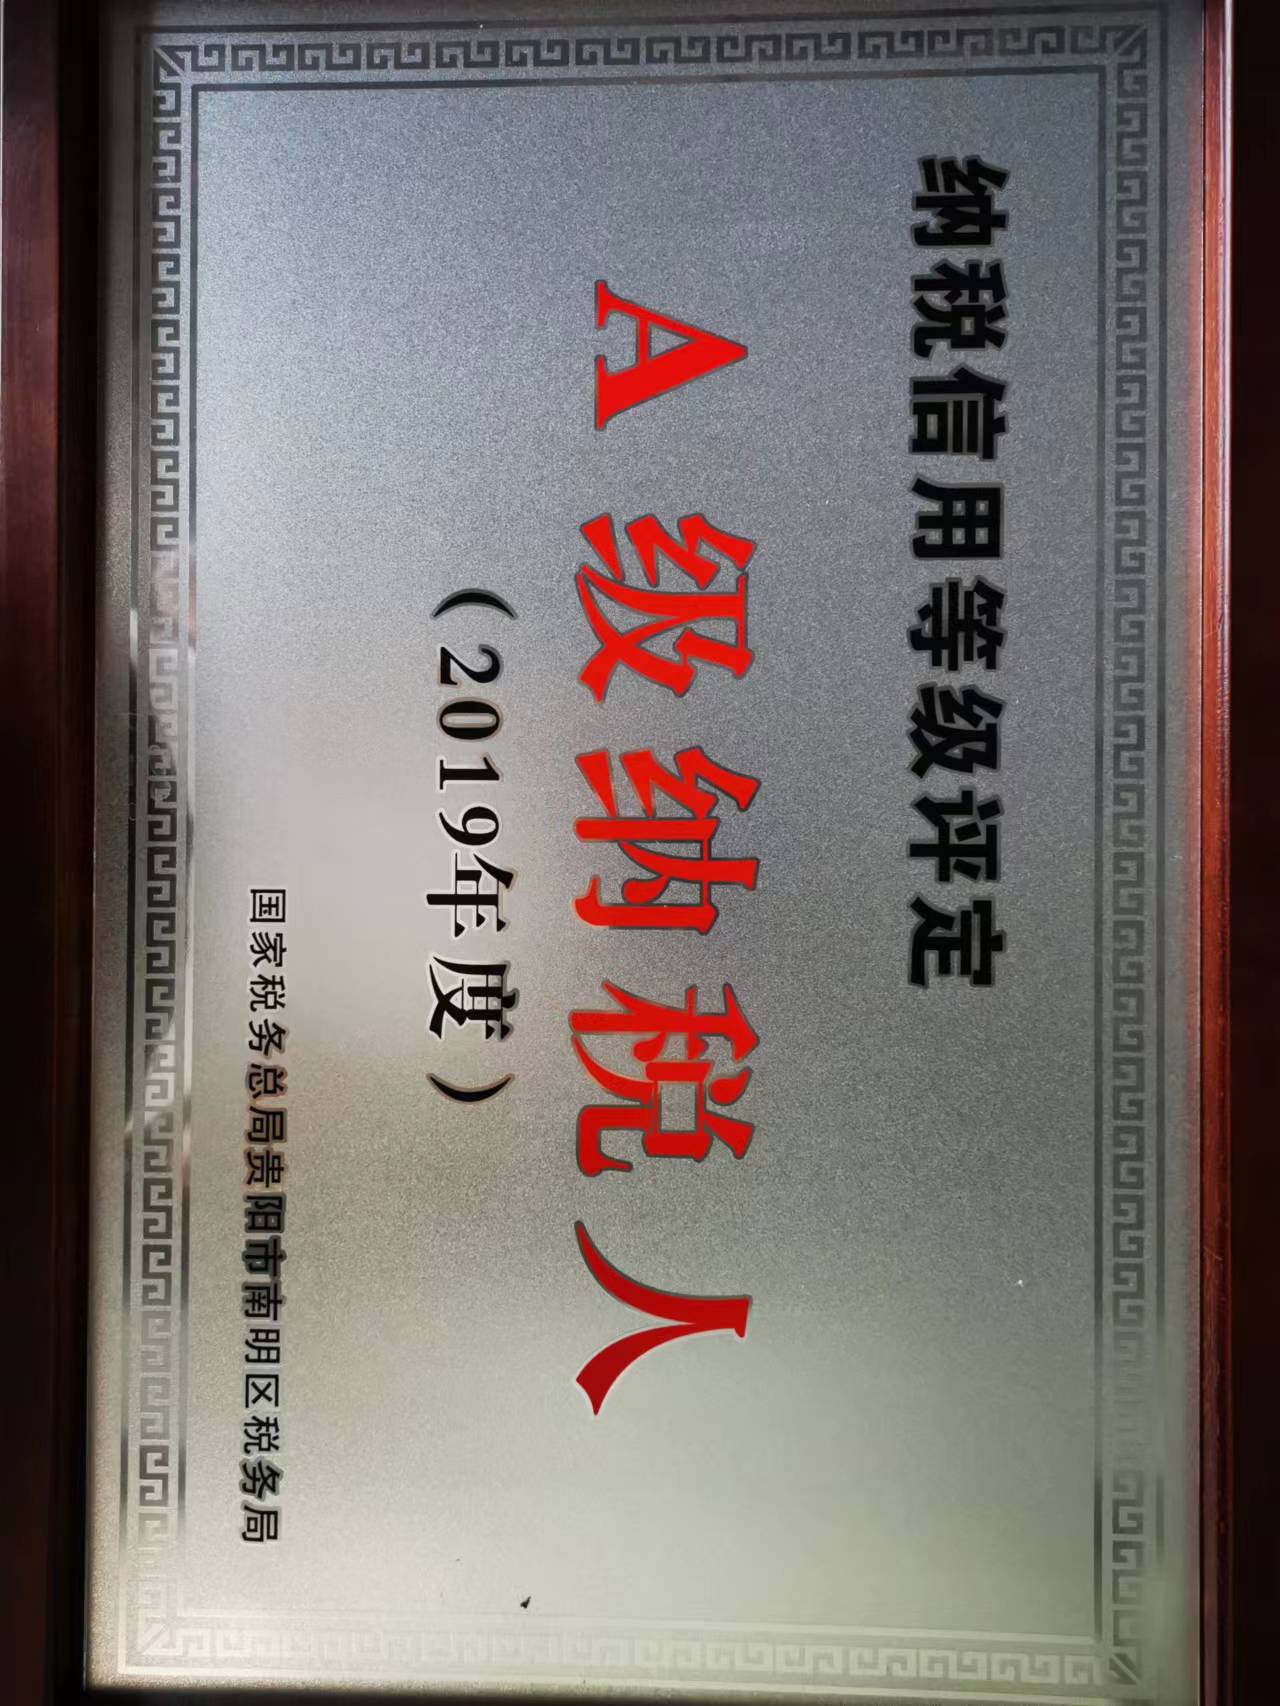 纳税信用等级评定
A级纳税人
（2019年度）
国家税务总局贵阳市南明区税务局